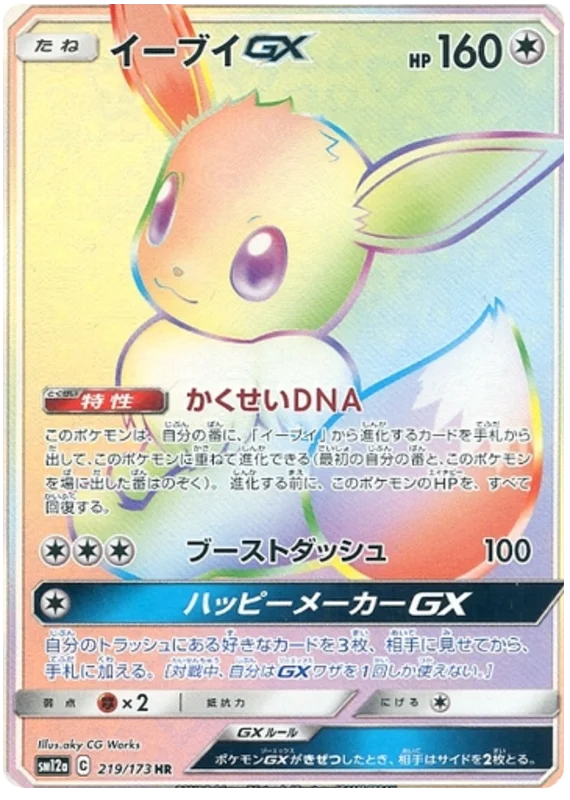 たね イーブイGX HP 160
特性 かくせいDNA
このポケモンは、自分の番に、「イーブイ」から進化するカードを手札から
出して、このポケモンに重ねて進化できる(最初の自分の番と、このポケモン
を場に出した番はのぞく)。進化する前に、このポケモンのHPを、すべて
回復する。
ブーストダッシュ 100
ハッピーメーカーGX
自分のトラッシュにある好きなカードを3枚、相手に見せてから、
手札に加える。[対戦中、自分はGXワザを1回しか使えない。]
弱点 ×2 抵抗力 にげる
Illus.aky CG Works
GXルール
sm12a C 219/173 HR
ポケモンGXがきぜつしたとき、相手はサイドを2枚とる。